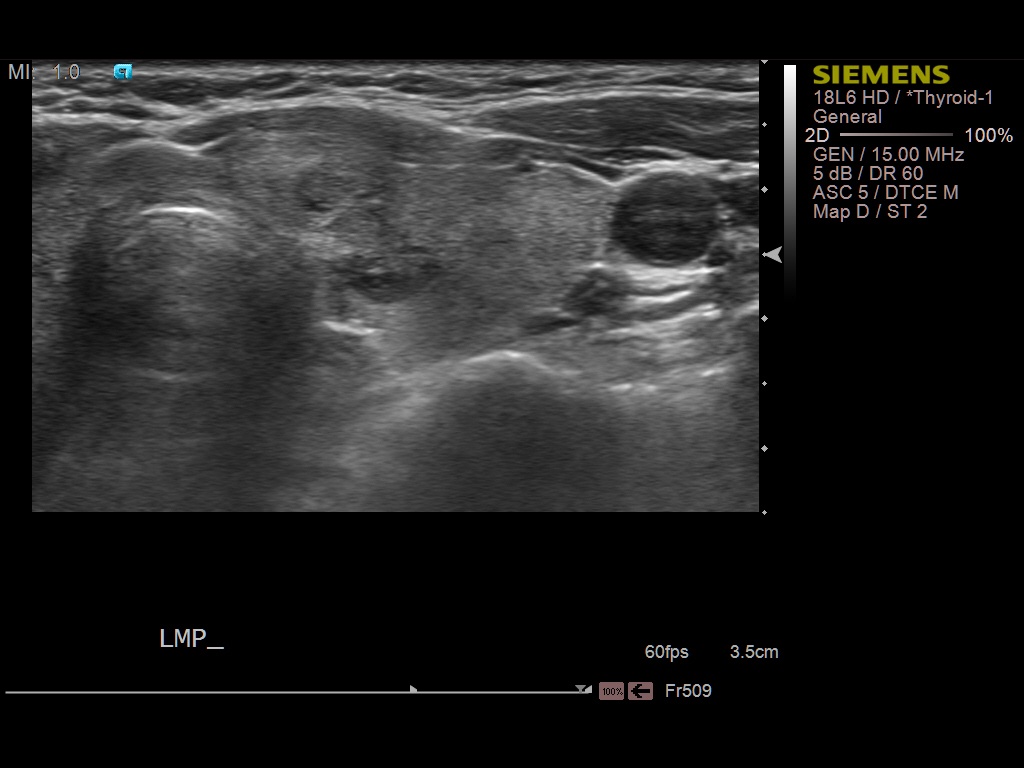 MI: 1.0
SIEMENS
18L6 HD / *Thyroid-1
General
2D 100%
GEN / 15.00 MHz
5 dB / DR 60
ASC 5 / DTCE M
Map D / ST 2
LMP_
60fps 3.5cm
100% Fr509